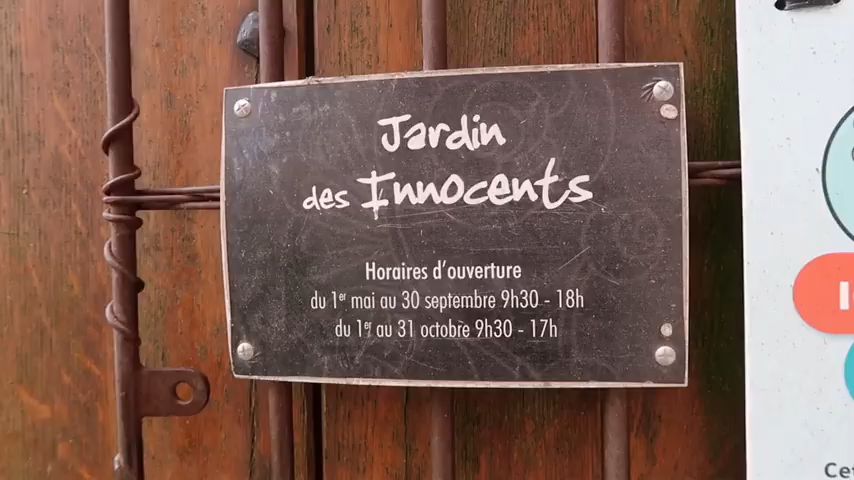 Jardin
des Innocents
Horaires d'ouverture
du 1er mai au 30 septembre 9h30 - 18h
du 1er au 31 octobre 9h30 - 17h